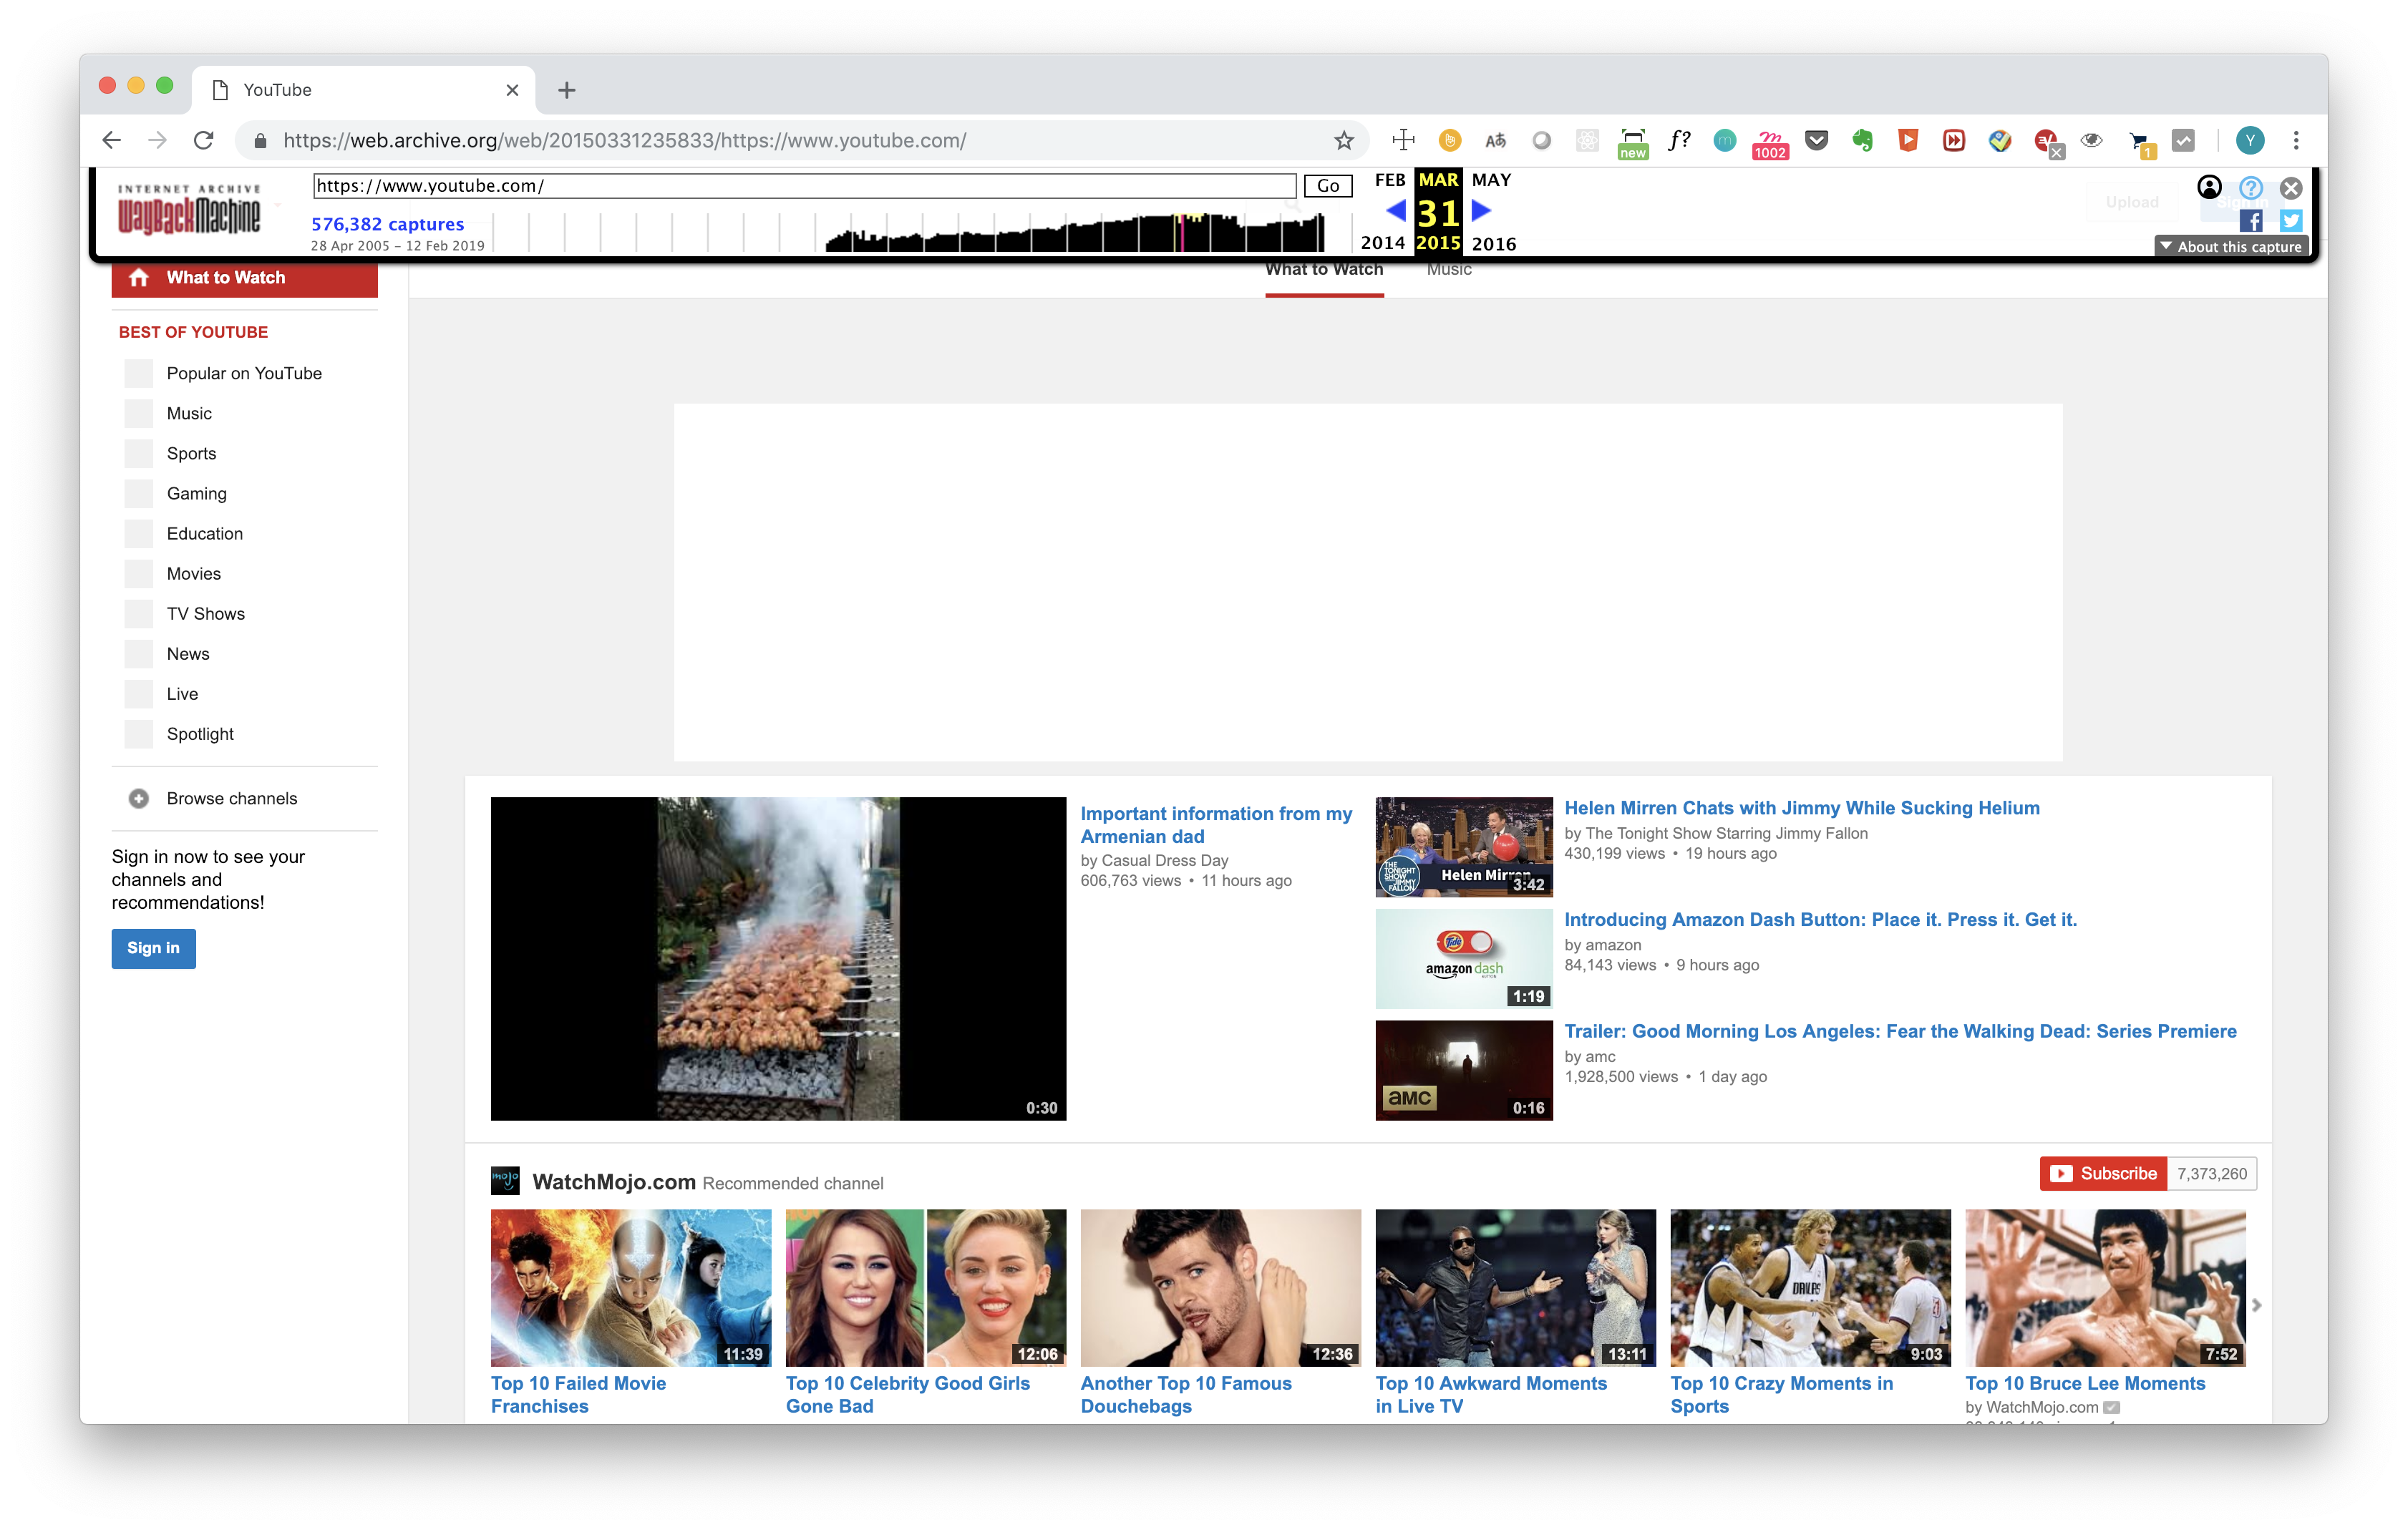 YouTube
https://web.archive.org/web/20150331235833/https://www.youtube.com/
new
f?
m
1002
1
Y
INTERNET ARCHIVE
WayBackMachine
https://www.youtube.com/
Go
FEB
MAR
MAY
576,382 captures
31
28 Apr 2005 – 12 Feb 2019
2014
2015
2016
Upload
About this capture
What to Watch
What to Watch
Music
BEST OF YOUTUBE
Popular on YouTube
Music
Sports
Gaming
Education
Movies
TV Shows
News
Live
Spotlight
Browse channels
Sign in now to see your
channels and
recommendations!
Sign in
0:30
Important information from my
Armenian dad
by Casual Dress Day
606,763 views • 11 hours ago
THE
TONIGHT
SHOW
JIMMY
FALLON
Helen Mirren
3:42
Helen Mirren Chats with Jimmy While Sucking Helium
by The Tonight Show Starring Jimmy Fallon
430,199 views • 19 hours ago
Tide
amazon dash
BUTTON
1:19
Introducing Amazon Dash Button: Place it. Press it. Get it.
by amazon
84,143 views • 9 hours ago
aMC
0:16
Trailer: Good Morning Los Angeles: Fear the Walking Dead: Series Premiere
by amc
1,928,500 views • 1 day ago
mojo
WatchMojo.com Recommended channel
Subscribe 7,373,260
11:39
12:06
12:36
13:11
DALLAS
9:03
7:52
Top 10 Failed Movie
Franchises
Top 10 Celebrity Good Girls
Gone Bad
Another Top 10 Famous
Douchebags
Top 10 Awkward Moments
in Live TV
Top 10 Crazy Moments in
Sports
Top 10 Bruce Lee Moments
by WatchMojo.com